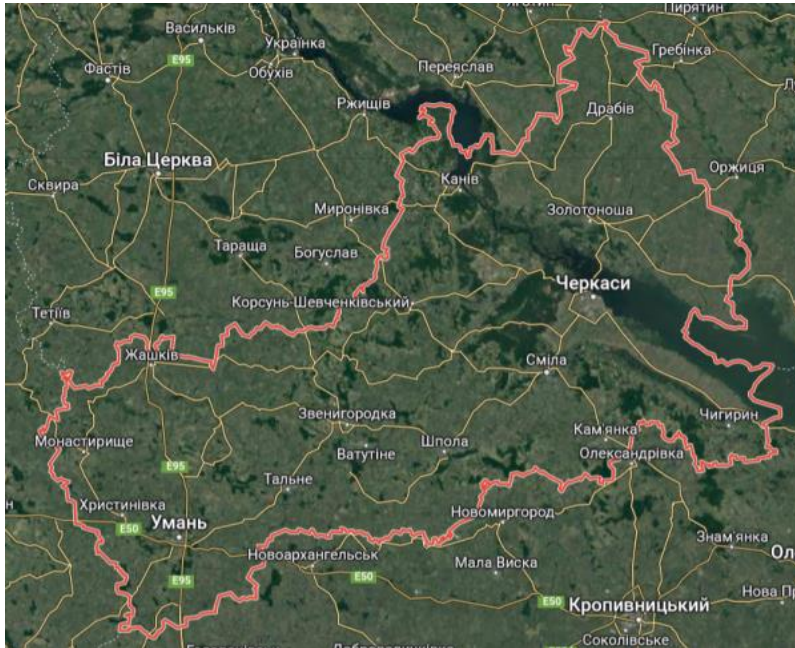 Яготин
Пирятин
Васильків
Українка
Гребінка
E95
Фастів
Обухів
Переяслав
Ржищів
Драбів
Біла Церква
Оржиця
Сквира
Канів
Миронівка
Золотоноша
Тараща
Богуслав
Черкаси
E95
Корсунь-Шевченківський
Тетіїв
Жашків
Сміла
Звенигородка
Чигирин
Кам'янка
Монастирище
Ватутіне
Шпола
Олександрівка
E95
Тальне
Христинівка
Новомиргород
E50
Умань
Знам'янка
Новоархангельськ
Мала Виска
E95
E50
E50
Кропивницький
Нова Пр
Соколівське